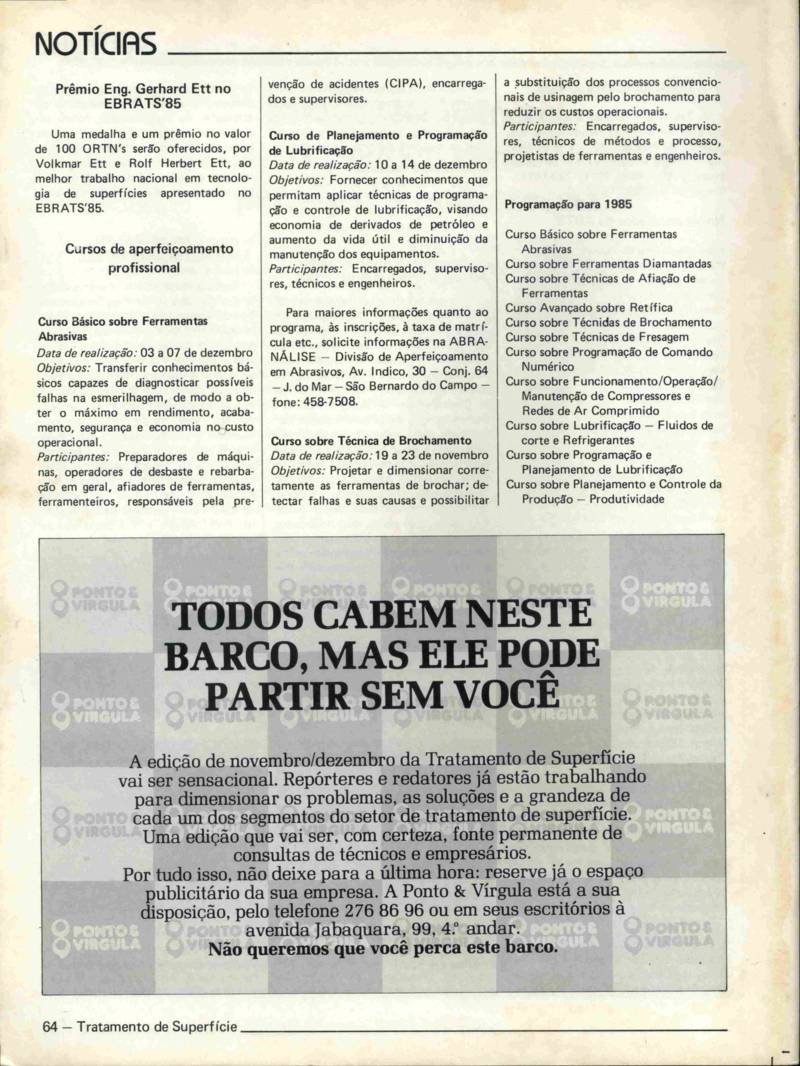 NOTÍCIAS
Prêmio Eng. Gerhard Ett no
EBRATS'85
Uma medalha e um prêmio no valor
de 100 ORTN's serão oferecidos, por
Volkmar Ett e Rolf Herbert Ett, ao
melhor trabalho nacional em tecnolo-
gia de superfícies apresentado no
EBRATS'85.
Cursos de aperfeiçoamento
profissional
Curso Básico sobre Ferramentas
Abrasivas
Data de realização: 03 a 07 de dezembro
Objetivos: Transferir conhecimentos bá-
sicos capazes de diagnosticar possíveis
falhas na esmerilhagem, de modo a ob-
ter o máximo em rendimento, acaba-
mento, segurança e economia no custo
operacional.
Participantes: Preparadores de máqui-
nas, operadores de desbaste e rebarba-
ção em geral, afiadores de ferramentas,
ferramenteiros, responsáveis pela pre-
venção de acidentes (CIPA), encarrega-
dos e supervisores.
Curso de Planejamento e Programação
de Lubrificação
Data de realização: 10 a 14 de dezembro
Objetivos: Fornecer conhecimentos que
permitam aplicar técnicas de programa-
ção e controle de lubrificação, visando
economia de derivados de petróleo e
aumento da vida útil e diminuição da
manutenção dos equipamentos.
Participantes: Encarregados, superviso-
res, técnicos e engenheiros.
Para maiores informações quanto ao
programa, às inscrições, à taxa de matrí-
cula etc., solicite informações na ABRA-
NÁLISE — Divisão de Aperfeiçoamento
em Abrasivos, Av. Indico, 30 — Conj. 64
— J. do Mar — São Bernardo do Campo —
fone: 458-7508.
Curso sobre Técnica de Brochamento
Data de realização: 19 a 23 de novembro
Objetivos: Projetar e dimensionar corre-
tamente as ferramentas de brochar; de-
tectar falhas e suas causas e possibilitar
a substituição dos processos convencio-
nais de usinagem pelo brochamento para
reduzir os custos operacionais.
Participantes: Encarregados, superviso-
res, técnicos de métodos e processo,
projetistas de ferramentas e engenheiros.
Programação para 1985
Curso Básico sobre Ferramentas
Abrasivas
Curso sobre Ferramentas Diamantadas
Curso sobre Técnicas de Afiação de
Ferramentas
Curso Avançado sobre Retífica
Curso sobre Técnidas de Brochamento
Curso sobre Técnicas de Fresagem
Curso sobre Programação de Comando
Numérico
Curso sobre Funcionamento/Operação/
Manutenção de Compressores e
Redes de Ar Comprimido
Curso sobre Lubrificação — Fluidos de
corte e Refrigerantes
Curso sobre Programação e
Planejamento de Lubrificação
Curso sobre Planejamento e Controle da
Produção — Produtividade
PONTO &
VÍRGULA
TODOS CABEM NESTE
BARCO, MAS ELE PODE
PARTIR SEM VOCÊ
A edição de novembro/dezembro da Tratamento de Superfície
vai ser sensacional. Repórteres e redatores já estão trabalhando
para dimensionar os problemas, as soluções e a grandeza de
cada um dos segmentos do setor de tratamento de superfície.
Uma edição que vai ser, com certeza, fonte permanente de
consultas de técnicos e empresários.
Por tudo isso, não deixe para a última hora: reserve já o espaço
publicitário da sua empresa. A Ponto & Vírgula está a sua
disposição, pelo telefone 276 86 96 ou em seus escritórios à
avenida Jabaquara, 99, 4.º andar.
Não queremos que você perca este barco.
64 — Tratamento de Superfície